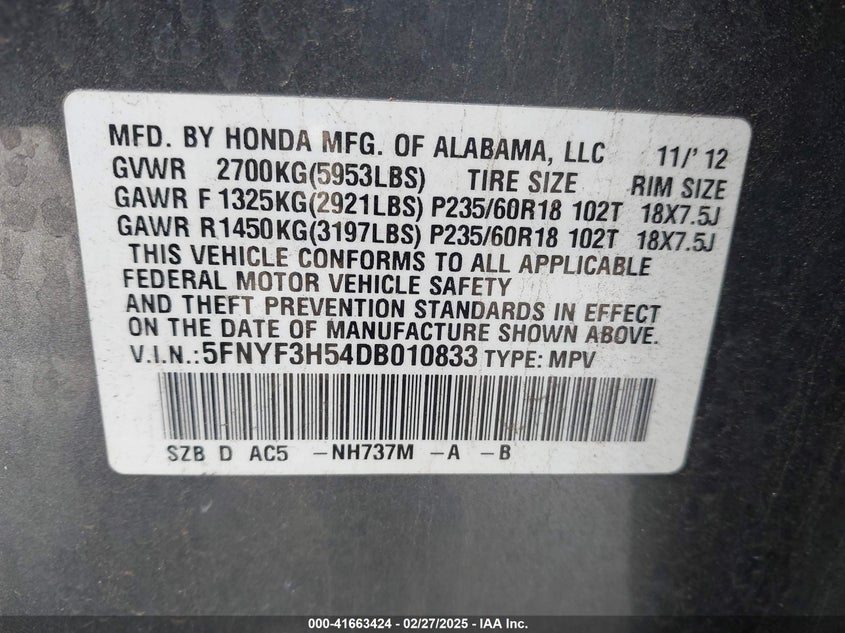 MFD. BY HONDA MFG. OF ALABAMA, LLC 11/' 12
GVWR 2700KG(5953LBS) TIRE SIZE RIM SIZE
GAWR F 1325KG(2921LBS) P235/60R18 102T 18X7.5J
GAWR R1450KG(3197LBS) P235/60R18 102T 18X7.5J
THIS VEHICLE CONFORMS TO ALL APPLICABLE
FEDERAL MOTOR VEHICLE SAFETY
AND THEFT PREVENTION STANDARDS IN EFFECT
ON THE DATE OF MANUFACTURE SHOWN ABOVE.
V.I.N.:5FNYF3H54DB010833 TYPE: MPV
SZB D AC5 -NH737M -A -B
000-41663424 - 02/27/2025 - IAA Inc.